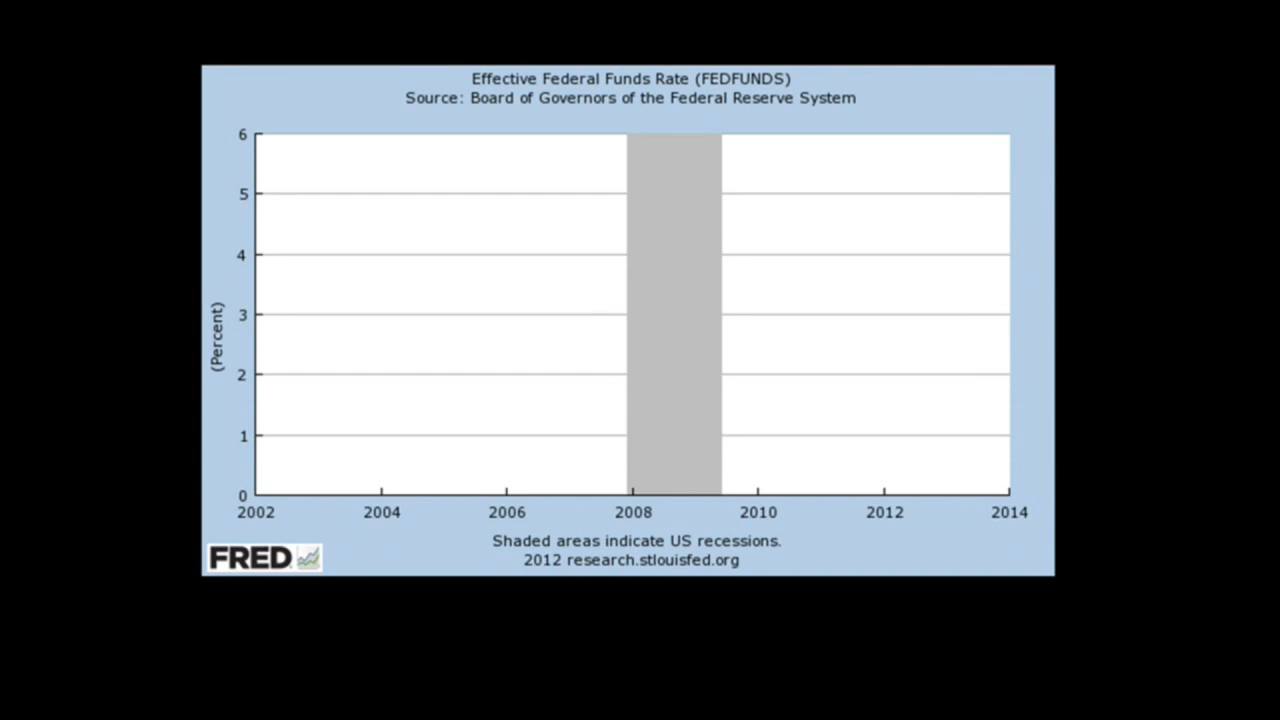 Effective Federal Funds Rate (FEDFUNDS)
Source: Board of Governors of the Federal Reserve System
6
5
4
3
2
1
0
(Percent)
2002 2004 2006 2008 2010 2012 2014
Shaded areas indicate US recessions.
2012 research.stlouisfed.org
FRED